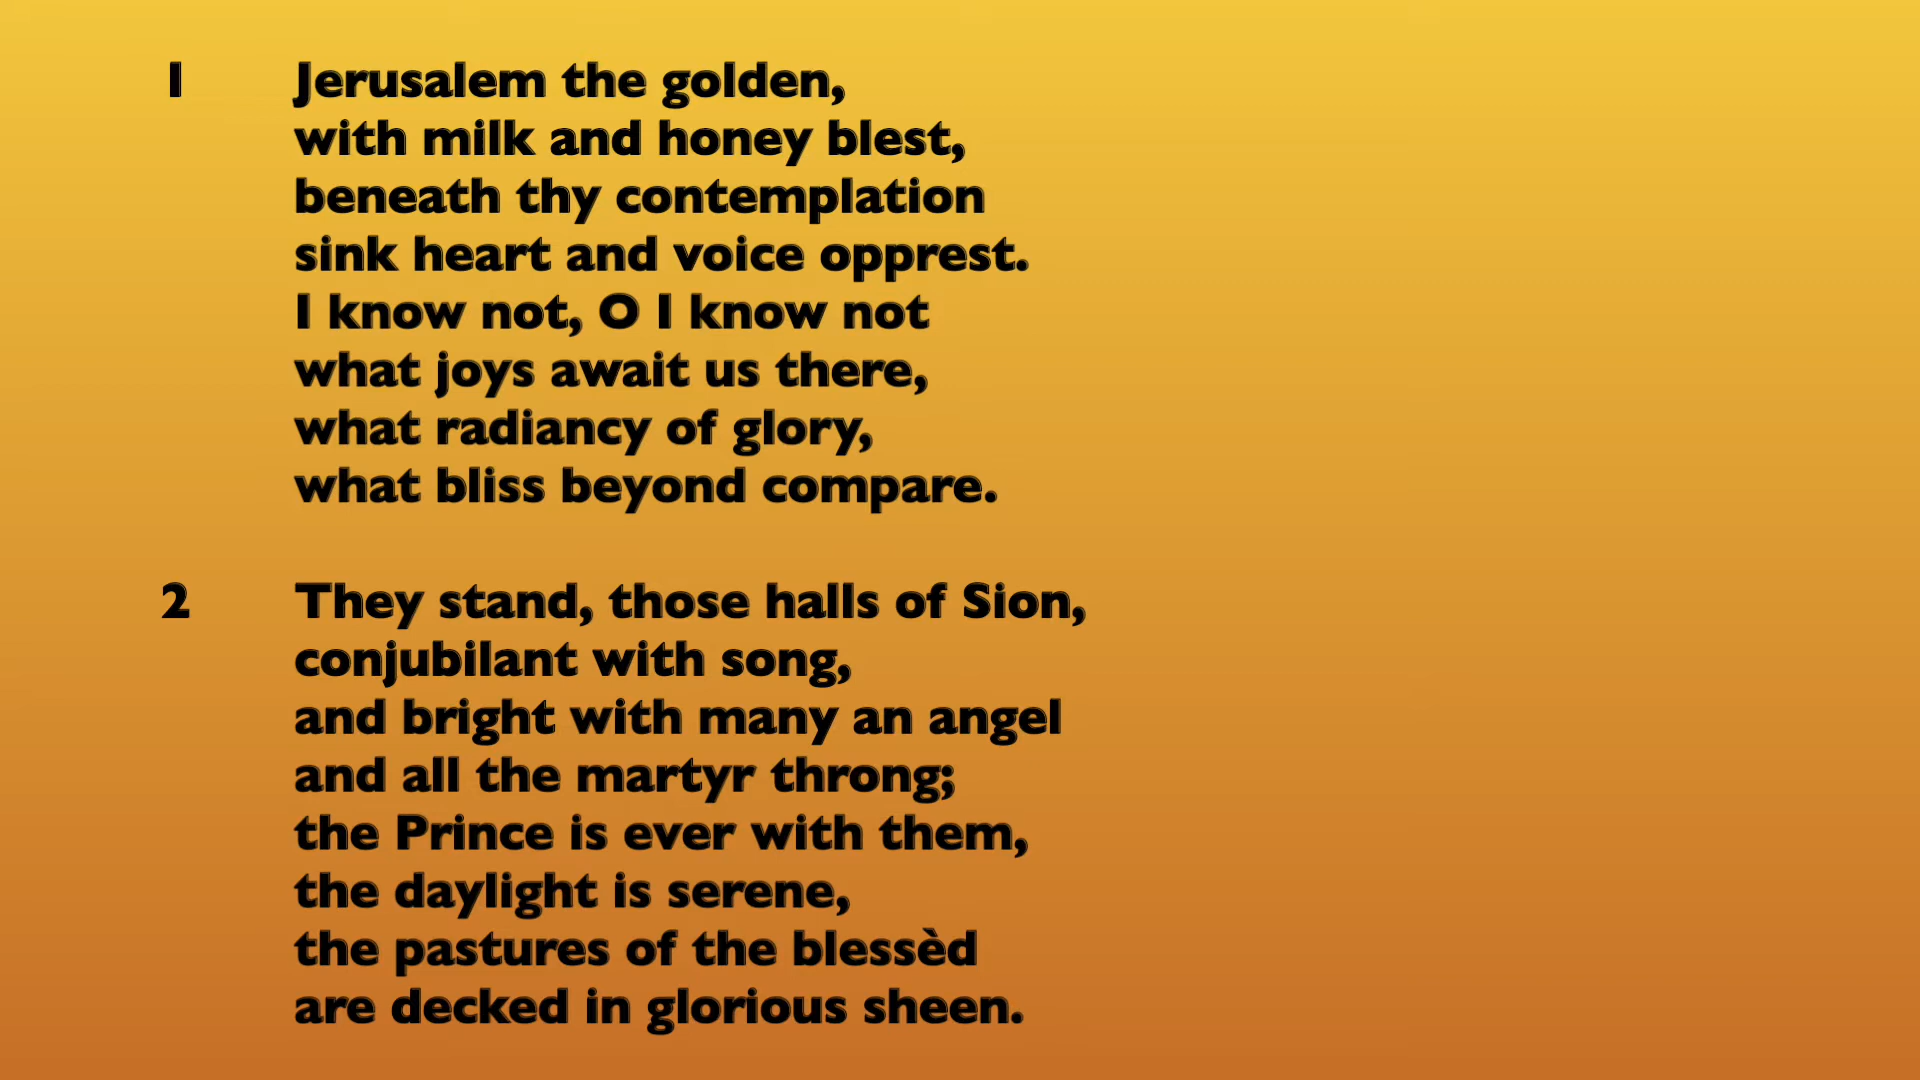 1 Jerusalem the golden,
with milk and honey blest,
beneath thy contemplation
sink heart and voice opprest.
I know not, O I know not
what joys await us there,
what radiancy of glory,
what bliss beyond compare.
2 They stand, those halls of Sion,
conjubilant with song,
and bright with many an angel
and all the martyr throng;
the Prince is ever with them,
the daylight is serene,
the pastures of the blessèd
are decked in glorious sheen.